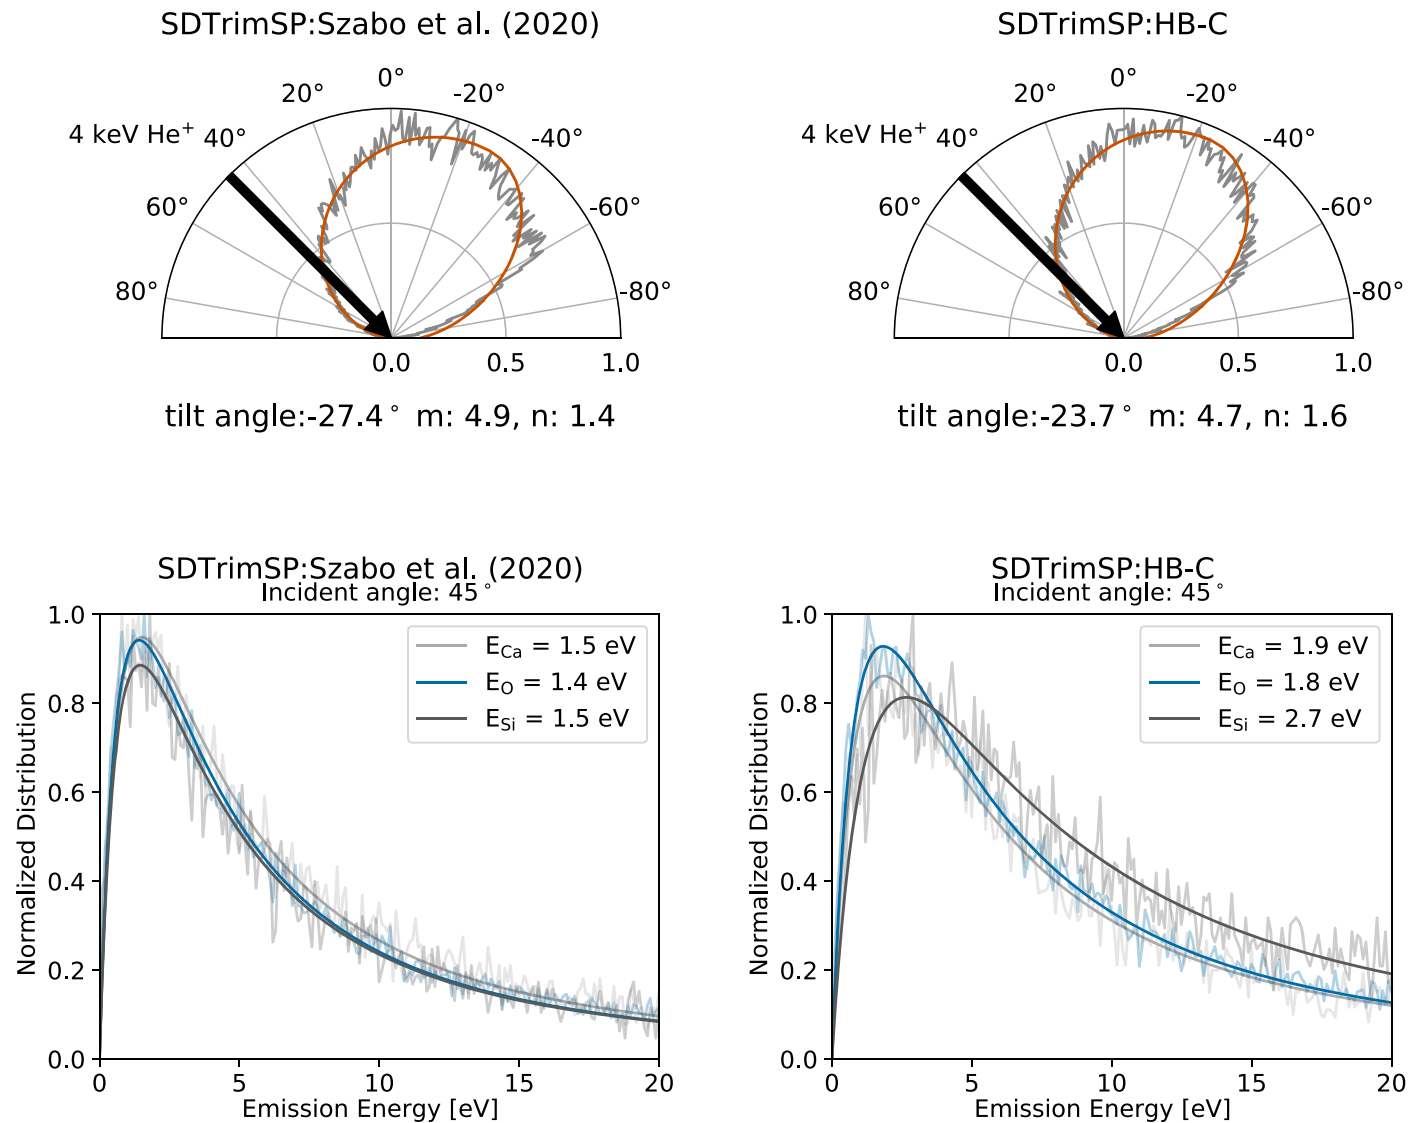 SDTrimSP:Szabo et al. (2020)
0°
20°
-20°
4 keV He⁺
40°
-40°
60°
-60°
80°
-80°
0.0
0.5
1.0
tilt angle:-27.4° m: 4.9, n: 1.4
SDTrimSP:HB-C
0°
20°
-20°
4 keV He⁺
40°
-40°
60°
-60°
80°
-80°
0.0
0.5
1.0
tilt angle:-23.7° m: 4.7, n: 1.6
SDTrimSP:Szabo et al. (2020)
Incident angle: 45°
1.0
0.8
0.6
0.4
0.2
0.0
Normalized Distribution
E_Ca = 1.5 eV
E_O = 1.4 eV
E_Si = 1.5 eV
0
5
10
15
20
Emission Energy [eV]
SDTrimSP:HB-C
Incident angle: 45°
1.0
0.8
0.6
0.4
0.2
0.0
Normalized Distribution
E_Ca = 1.9 eV
E_O = 1.8 eV
E_Si = 2.7 eV
0
5
10
15
20
Emission Energy [eV]